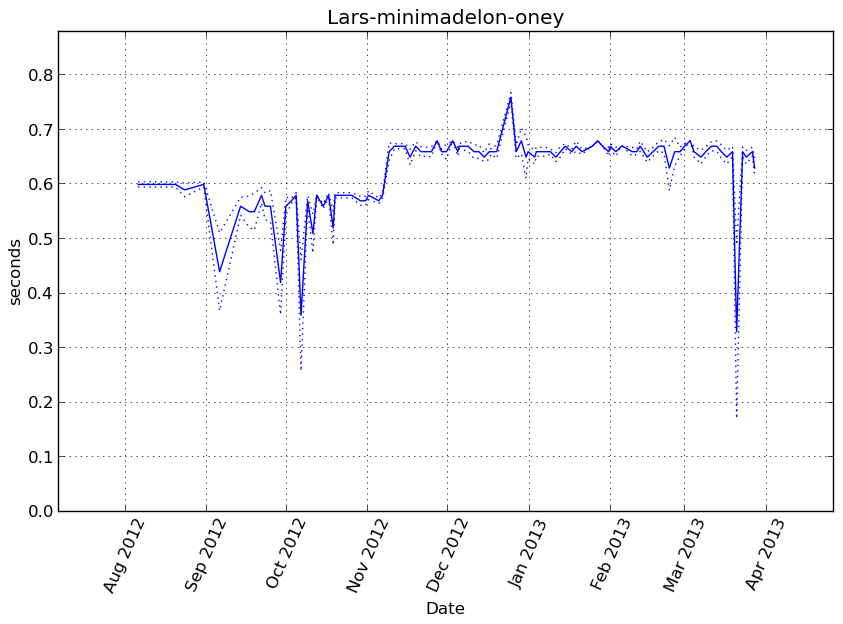 Lars-minimadelon-oney
0.8
0.7
0.6
0.5
0.4
0.3
0.2
0.1
0.0
seconds
Aug 2012
Sep 2012
Oct 2012
Nov 2012
Dec 2012
Jan 2013
Feb 2013
Mar 2013
Apr 2013
Date